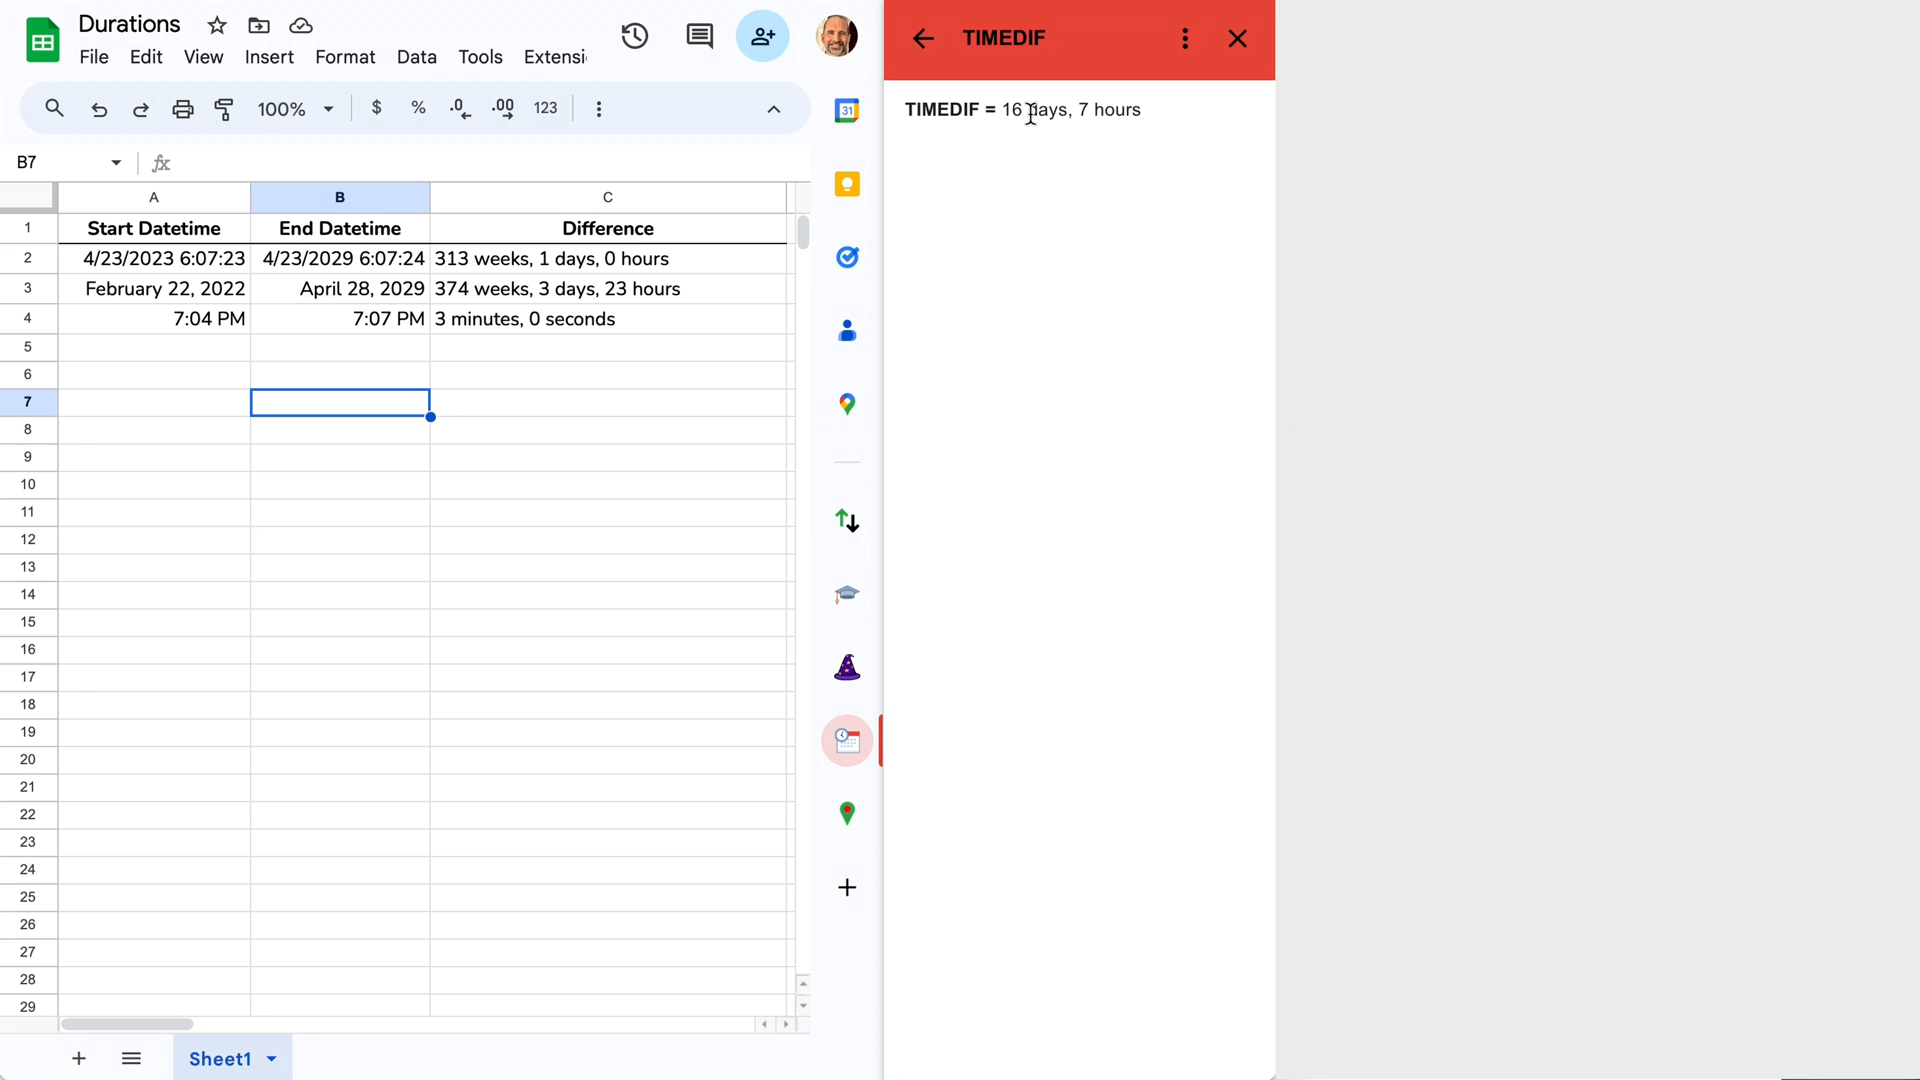 Durations
File Edit View Insert Format Data Tools Extensi
100% $ % .0 .00 123
B7 fx
A B C
1 Start Datetime End Datetime Difference
2 4/23/2023 6:07:23 4/23/2029 6:07:24 313 weeks, 1 days, 0 hours
3 February 22, 2022 April 28, 2029 374 weeks, 3 days, 23 hours
4 7:04 PM 7:07 PM 3 minutes, 0 seconds
5
6
7
8
9
10
11
12
13
14
15
16
17
18
19
20
21
22
23
24
25
26
27
28
29
Sheet1
31
TIMEDIF
TIMEDIF = 16 days, 7 hours